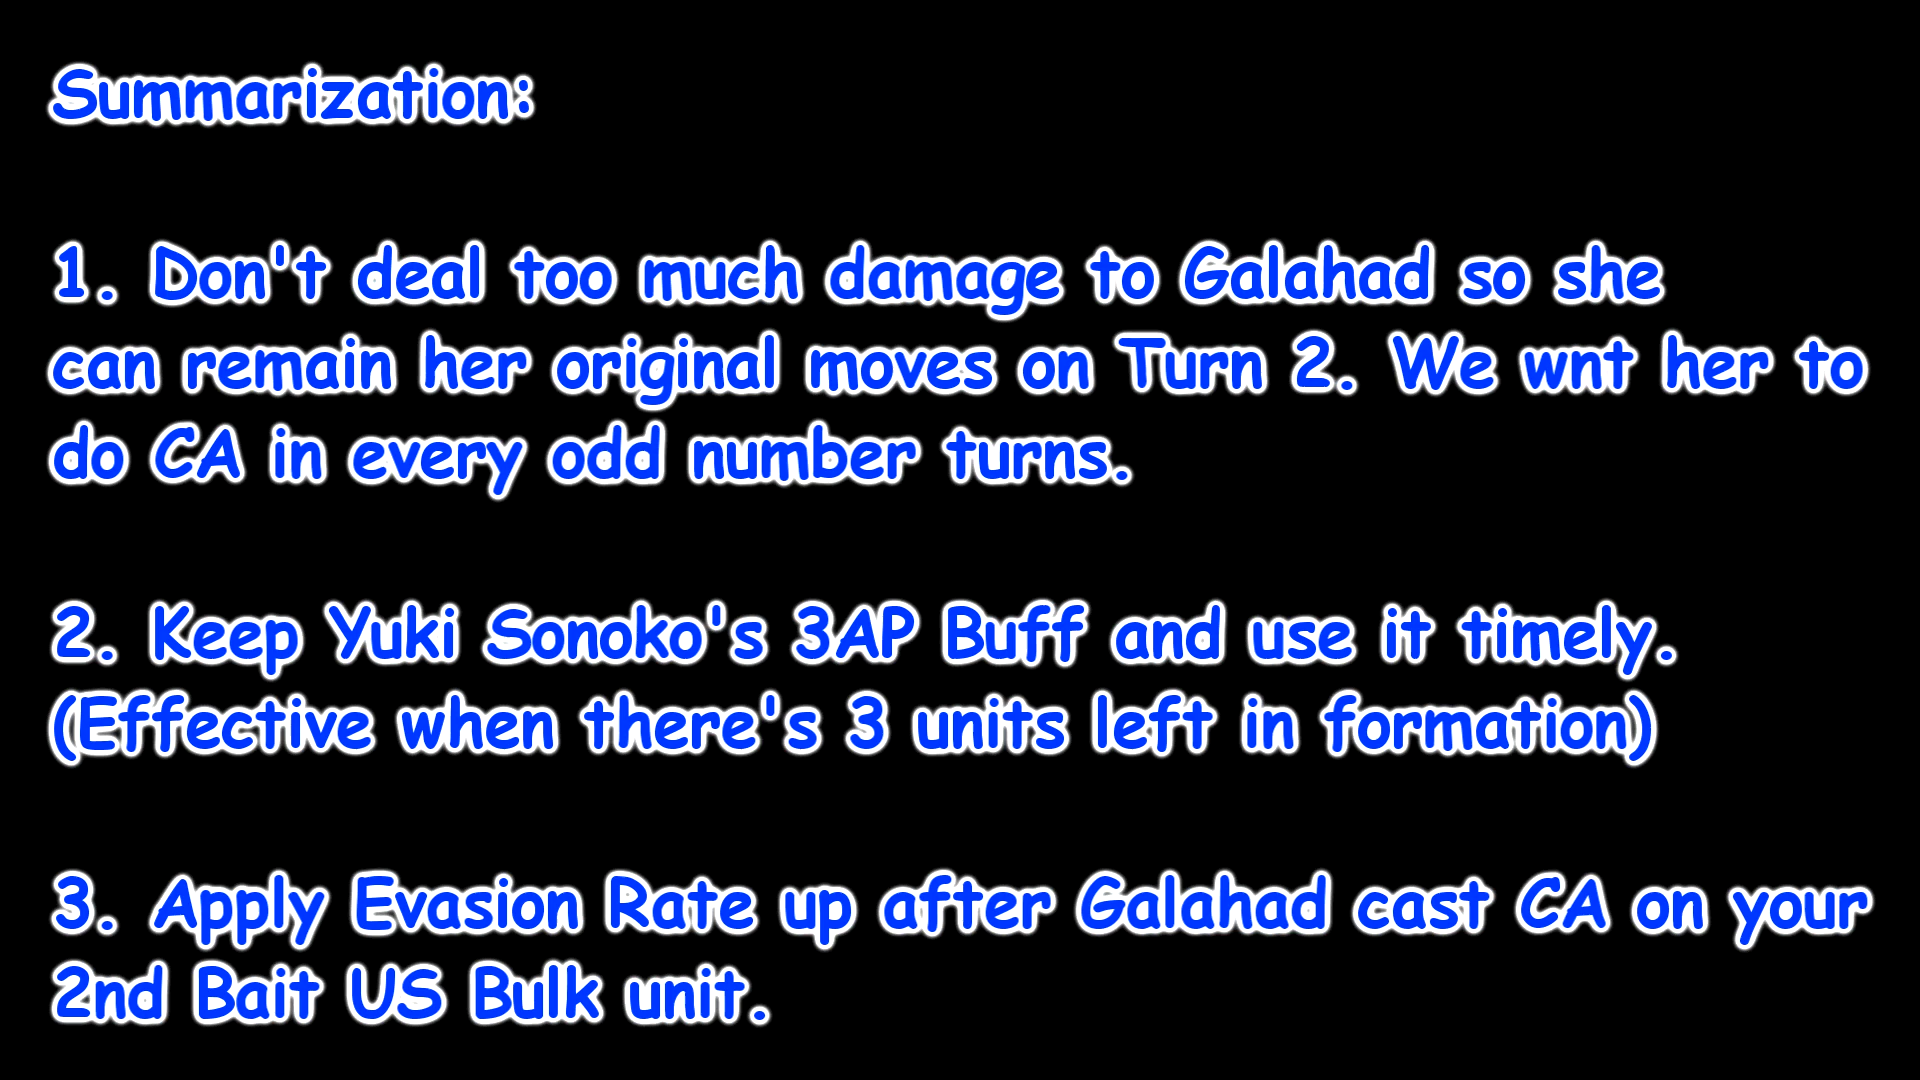 Summarization:
1. Don't deal too much damage to Galahad so she
can remain her original moves on Turn 2. We wnt her to
do CA in every odd number turns.
2. Keep Yuki Sonoko's 3AP Buff and use it timely.
(Effective when there's 3 units left in formation)
3. Apply Evasion Rate up after Galahad cast CA on your
2nd Bait US Bulk unit.